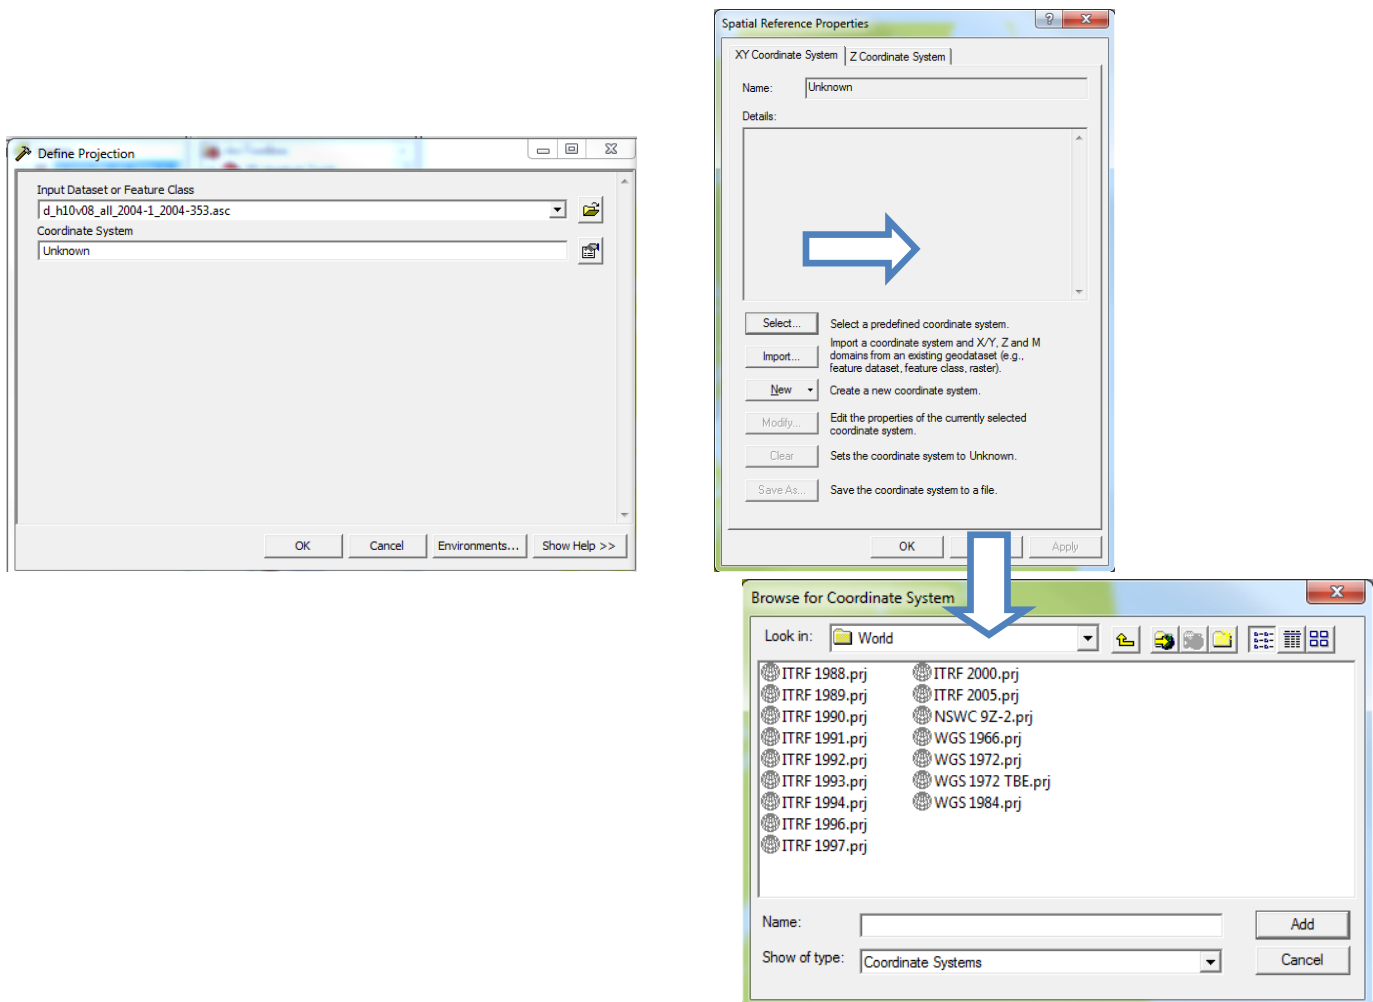 Define Projection
Input Dataset or Feature Class
d_h10v08_all_2004-1_2004-353.asc
Coordinate System
Unknown
OK
Cancel
Environments...
Show Help >>
Spatial Reference Properties
XY Coordinate System
Z Coordinate System
Name:
Unknown
Details:
Select...
Select a predefined coordinate system.
Import...
Import a coordinate system and X/Y, Z and M
domains from an existing geodataset (e.g.,
feature dataset, feature class, raster).
New
Create a new coordinate system.
Modify...
Edit the properties of the currently selected
coordinate system.
Clear
Sets the coordinate system to Unknown.
Save As...
Save the coordinate system to a file.
OK
Apply
Browse for Coordinate System
Look in:
World
ITRF 1988.prj
ITRF 1989.prj
ITRF 1990.prj
ITRF 1991.prj
ITRF 1992.prj
ITRF 1993.prj
ITRF 1994.prj
ITRF 1996.prj
ITRF 1997.prj
ITRF 2000.prj
ITRF 2005.prj
NSWC 9Z-2.prj
WGS 1966.prj
WGS 1972.prj
WGS 1972 TBE.prj
WGS 1984.prj
Name:
Add
Show of type:
Coordinate Systems
Cancel